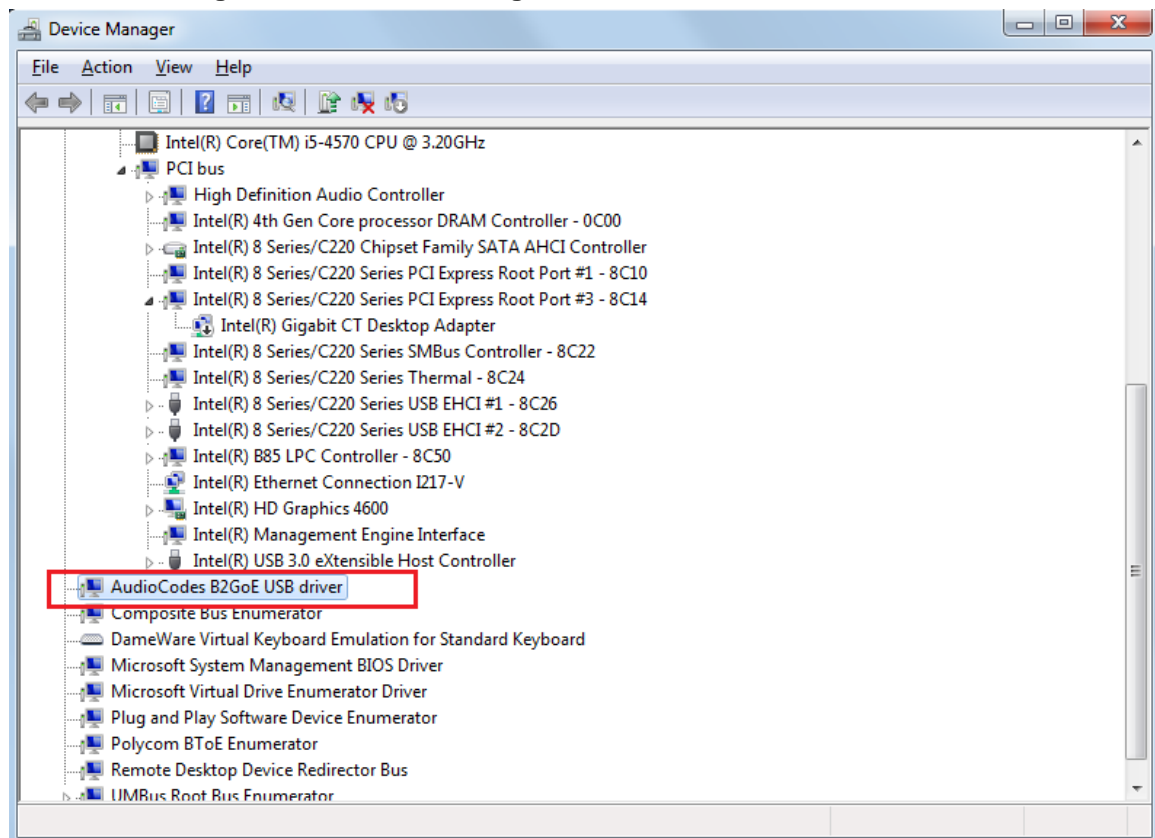 Device Manager
File Action View Help
Intel(R) Core(TM) i5-4570 CPU @ 3.20GHz
PCI bus
High Definition Audio Controller
Intel(R) 4th Gen Core processor DRAM Controller - 0C00
Intel(R) 8 Series/C220 Chipset Family SATA AHCI Controller
Intel(R) 8 Series/C220 Series PCI Express Root Port #1 - 8C10
Intel(R) 8 Series/C220 Series PCI Express Root Port #3 - 8C14
Intel(R) Gigabit CT Desktop Adapter
Intel(R) 8 Series/C220 Series SMBus Controller - 8C22
Intel(R) 8 Series/C220 Series Thermal - 8C24
Intel(R) 8 Series/C220 Series USB EHCI #1 - 8C26
Intel(R) 8 Series/C220 Series USB EHCI #2 - 8C2D
Intel(R) B85 LPC Controller - 8C50
Intel(R) Ethernet Connection I217-V
Intel(R) HD Graphics 4600
Intel(R) Management Engine Interface
Intel(R) USB 3.0 eXtensible Host Controller
AudioCodes B2GoE USB driver
Composite Bus Enumerator
DameWare Virtual Keyboard Emulation for Standard Keyboard
Microsoft System Management BIOS Driver
Microsoft Virtual Drive Enumerator Driver
Plug and Play Software Device Enumerator
Polycom BToE Enumerator
Remote Desktop Device Redirector Bus
UMBus Root Bus Enumerator